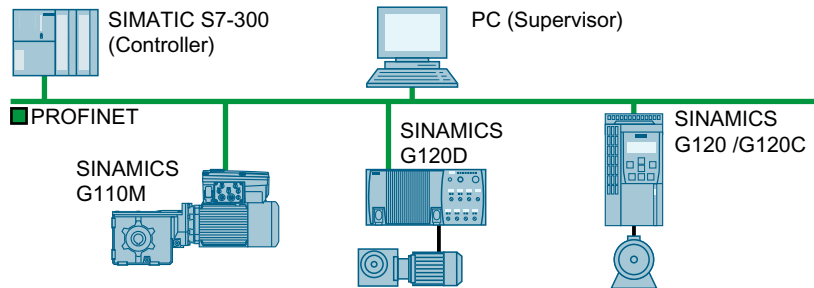 SIMATIC S7-300
(Controller)
PC (Supervisor)
PROFINET
SINAMICS
G110M
SINAMICS
G120D
SINAMICS
G120 /G120C